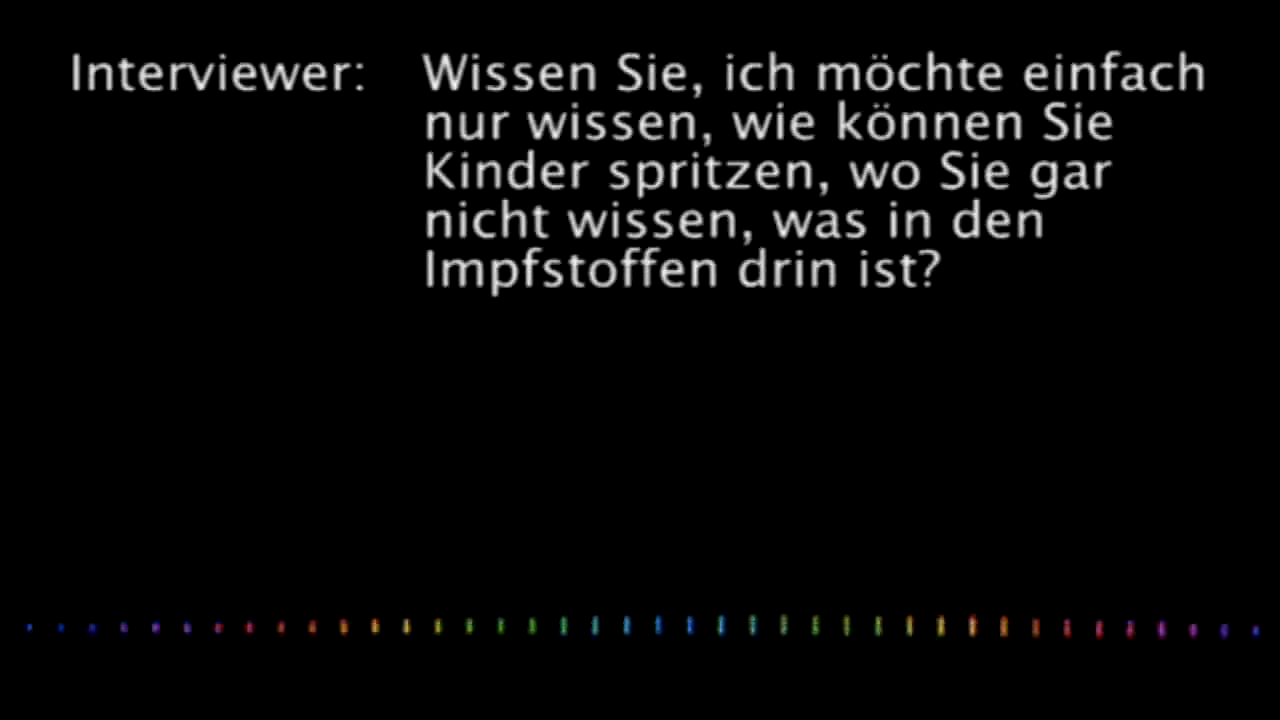 Interviewer: Wissen Sie, ich möchte einfach
nur wissen, wie können Sie
Kinder spritzen, wo Sie gar
nicht wissen, was in den
Impfstoffen drin ist?